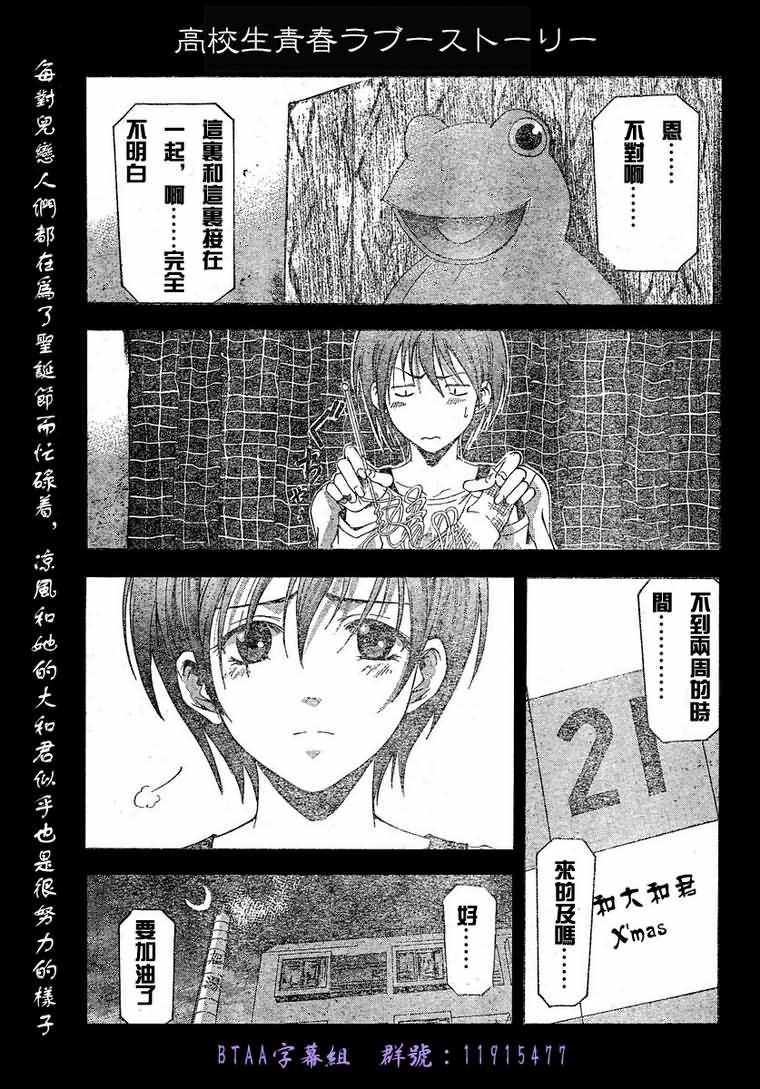 高校生青春ラブーストーリー
每對兒戀人們都在爲了聖誕節而忙碌着，凉風和她的大和君似乎也是很努力的樣子
恩……
不對啊……
這裏和這裏接在
一起，啊……完全
不明白
ぐちゃ
不到兩周的時
間…………
21
和大和君
X'mas
來的及嗎……
好……
要加油了
BTAA字幕組 群號：11915477